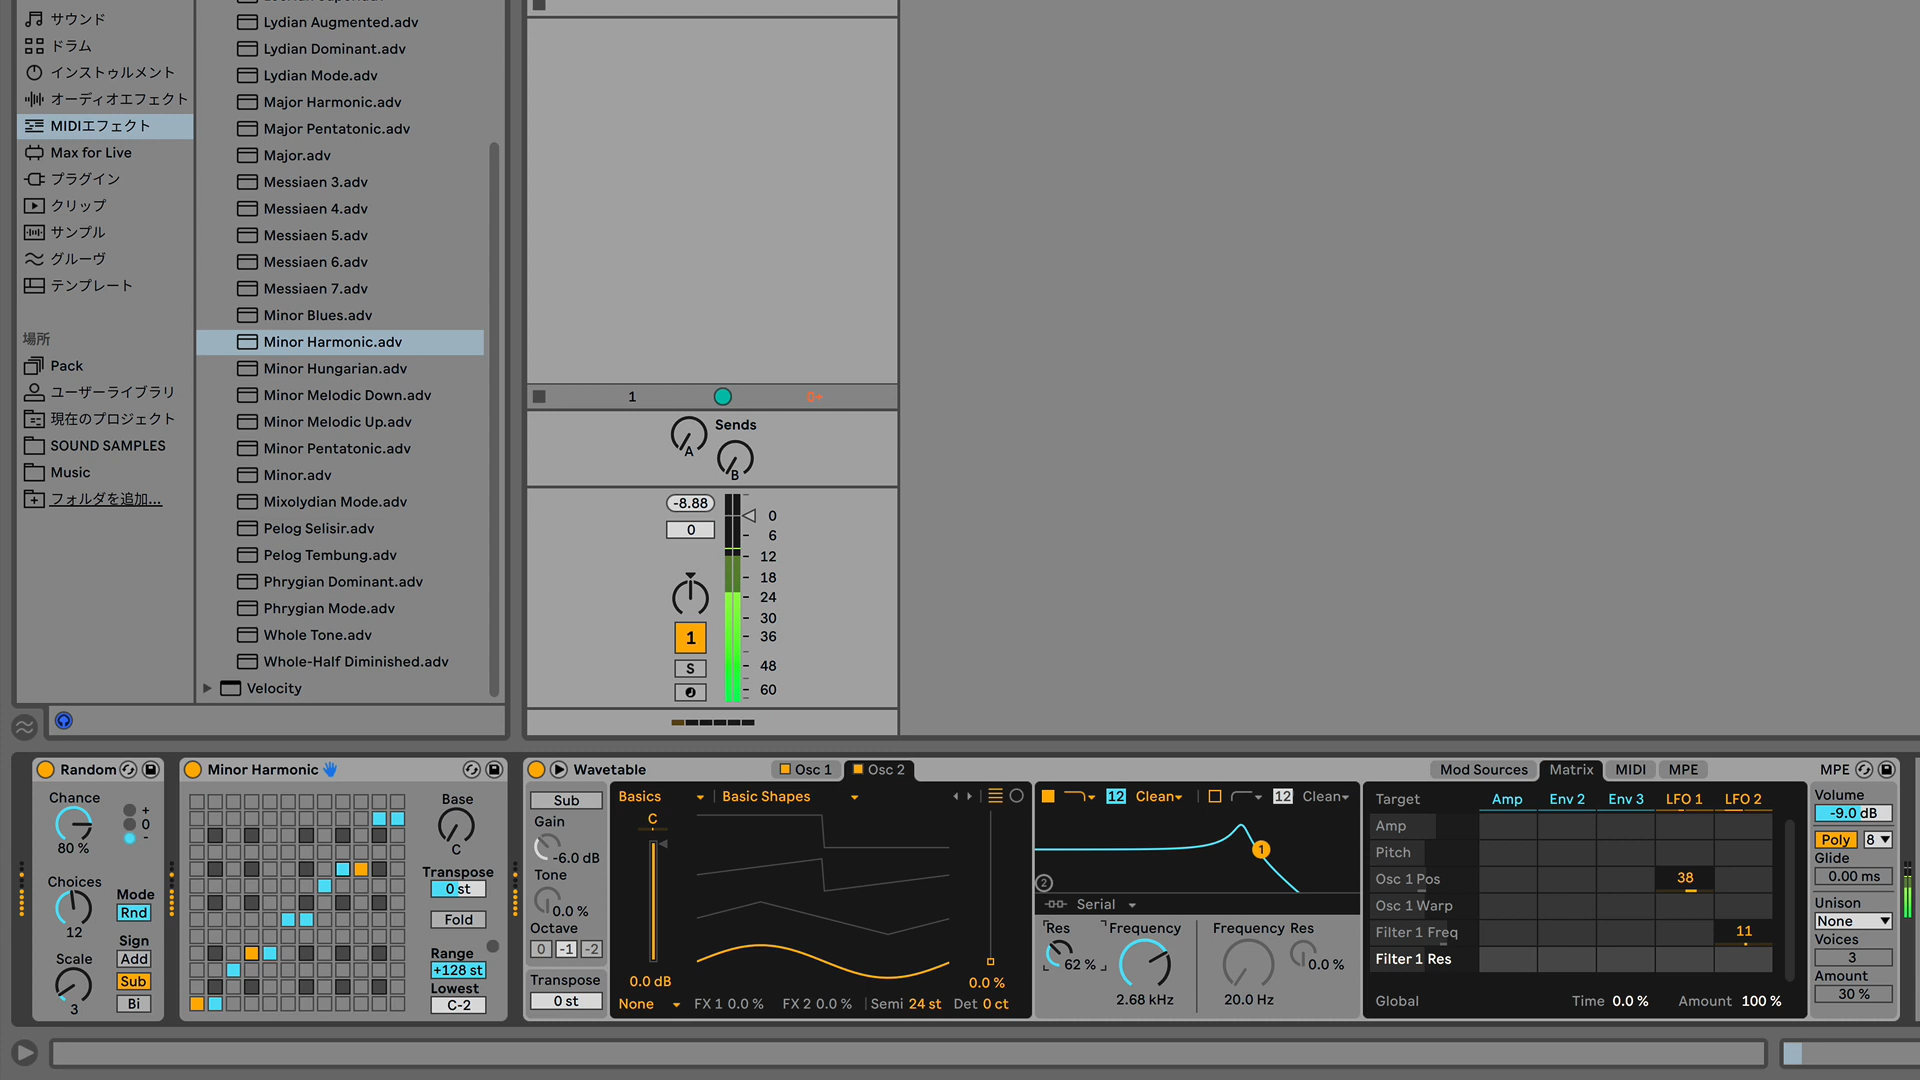 サウンド
ドラム
インストゥルメント
オーディオエフェクト
MIDIエフェクト
Max for Live
プラグイン
クリップ
サンプル
グルーヴ
テンプレート
場所
Pack
ユーザーライブラリ
現在のプロジェクト
SOUND SAMPLES
Music
フォルダを追加...
Lydian Augmented.adv
Lydian Dominant.adv
Lydian Mode.adv
Major Harmonic.adv
Major Pentatonic.adv
Major.adv
Messiaen 3.adv
Messiaen 4.adv
Messiaen 5.adv
Messiaen 6.adv
Messiaen 7.adv
Minor Blues.adv
Minor Harmonic.adv
Minor Hungarian.adv
Minor Melodic Down.adv
Minor Melodic Up.adv
Minor Pentatonic.adv
Minor.adv
Mixolydian Mode.adv
Pelog Selisir.adv
Pelog Tembung.adv
Phrygian Dominant.adv
Phrygian Mode.adv
Whole Tone.adv
Whole-Half Diminished.adv
Velocity
1
Sends
A
B
-8.88
0
0
6
12
18
24
30
36
48
60
1
S
Random
Chance
80 %
+
0
-
Choices
12
Mode
Rnd
Sign
Add
Sub
Bi
Scale
3
Minor Harmonic
Base
C
Transpose
0 st
Fold
Range
+128 st
Lowest
C-2
Wavetable
Osc 1
Osc 2
Sub
Gain
-6.0 dB
Tone
0.0 %
Octave
0 -1 -2
Transpose
0 st
Basics
Basic Shapes
C
0.0 dB
0.0 %
None
FX 1 0.0 %
FX 2 0.0 %
Semi 24 st
Det 0 ct
12 Clean
12 Clean
1
2
Serial
Res
62 %
Frequency
2.68 kHz
Frequency
20.0 Hz
Res
0.0 %
Mod Sources
Matrix
MIDI
MPE
Target
Amp
Env 2
Env 3
LFO 1
LFO 2
Amp
Pitch
Osc 1 Pos
38
Osc 1 Warp
Filter 1 Freq
11
Filter 1 Res
Global
Time 0.0 %
Amount 100 %
MPE
Volume
-9.0 dB
Poly 8
Glide
0.00 ms
Unison
None
Voices
3
Amount
30 %